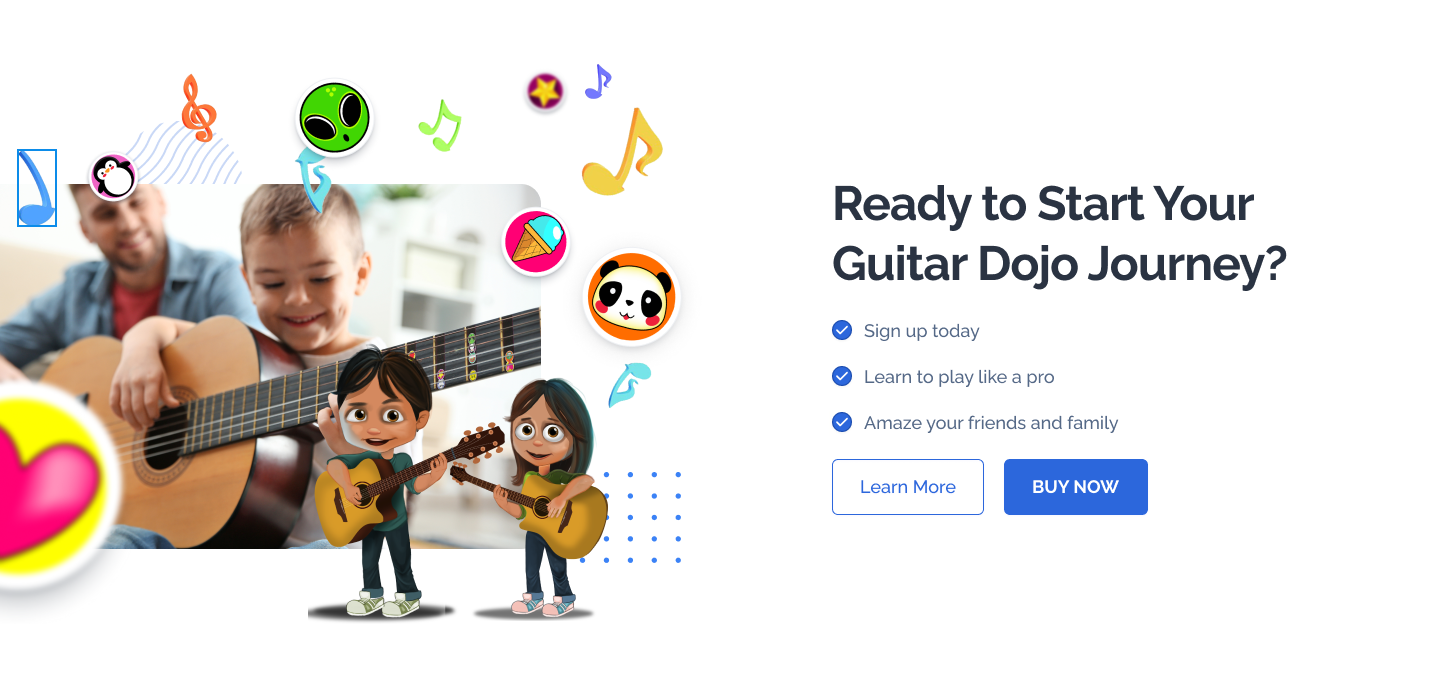 Ready to Start Your
Guitar Dojo Journey?
Sign up today
Learn to play like a pro
Amaze your friends and family
Learn More
BUY NOW